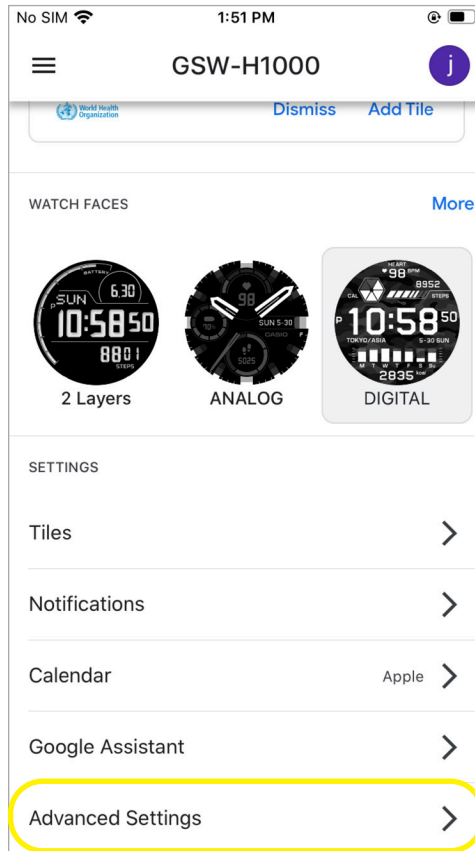 No SIM 1:51 PM
GSW-H1000
j
World Health
Organization
Dismiss Add Tile
WATCH FACES More
BATTERY
SUN 6.30
P 10:58 50
8801
STEPS
2 Layers
98
SUN 5-30
CASIO
5025
ANALOG
HEART
98 BPM
8952
CAL STEPS
P 10:58 50
TOKYO/ASIA 5-30 SUN
M T W T F S Su
2835 kcal
DIGITAL
SETTINGS
Tiles
Notifications
Calendar Apple
Google Assistant
Advanced Settings